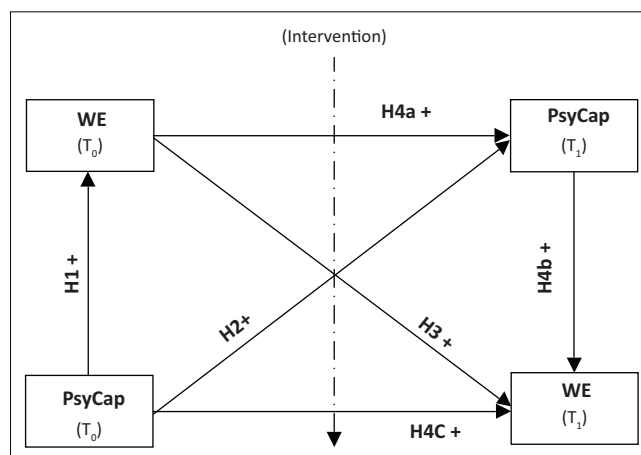 (Intervention)
WE
(T₀)
H4a +
PsyCap
(T₁)
H1 +
H2+
H3 +
H4b +
PsyCap
(T₀)
H4C +
WE
(T₁)